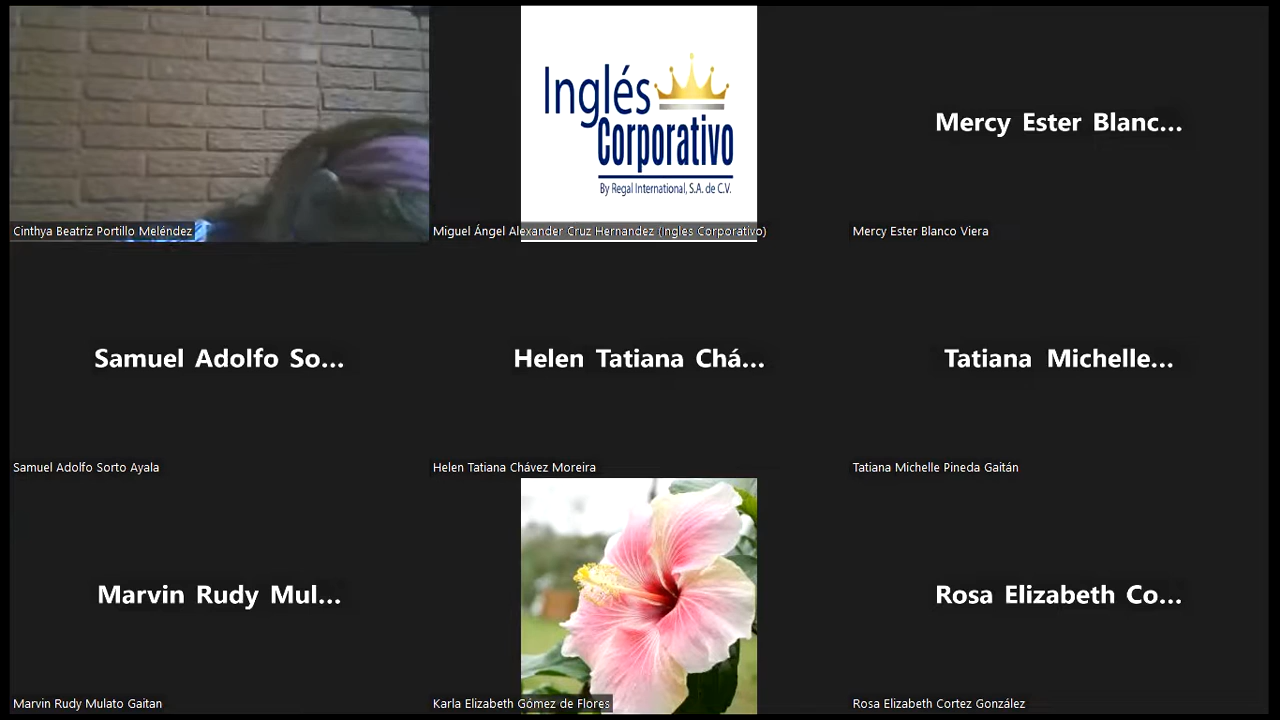 Cinthya Beatriz Portillo Meléndez
Inglés
Corporativo
By Regal International, S.A. de C.V.
Miguel Ángel Alexander Cruz Hernandez (Ingles Corporativo)
Mercy Ester Blanc...
Mercy Ester Blanco Viera
Samuel Adolfo So...
Samuel Adolfo Sorto Ayala
Helen Tatiana Chá...
Helen Tatiana Chávez Moreira
Tatiana Michelle...
Tatiana Michelle Pineda Gaitán
Marvin Rudy Mul...
Marvin Rudy Mulato Gaitan
Karla Elizabeth Gómez de Flores
Rosa Elizabeth Co...
Rosa Elizabeth Cortez González